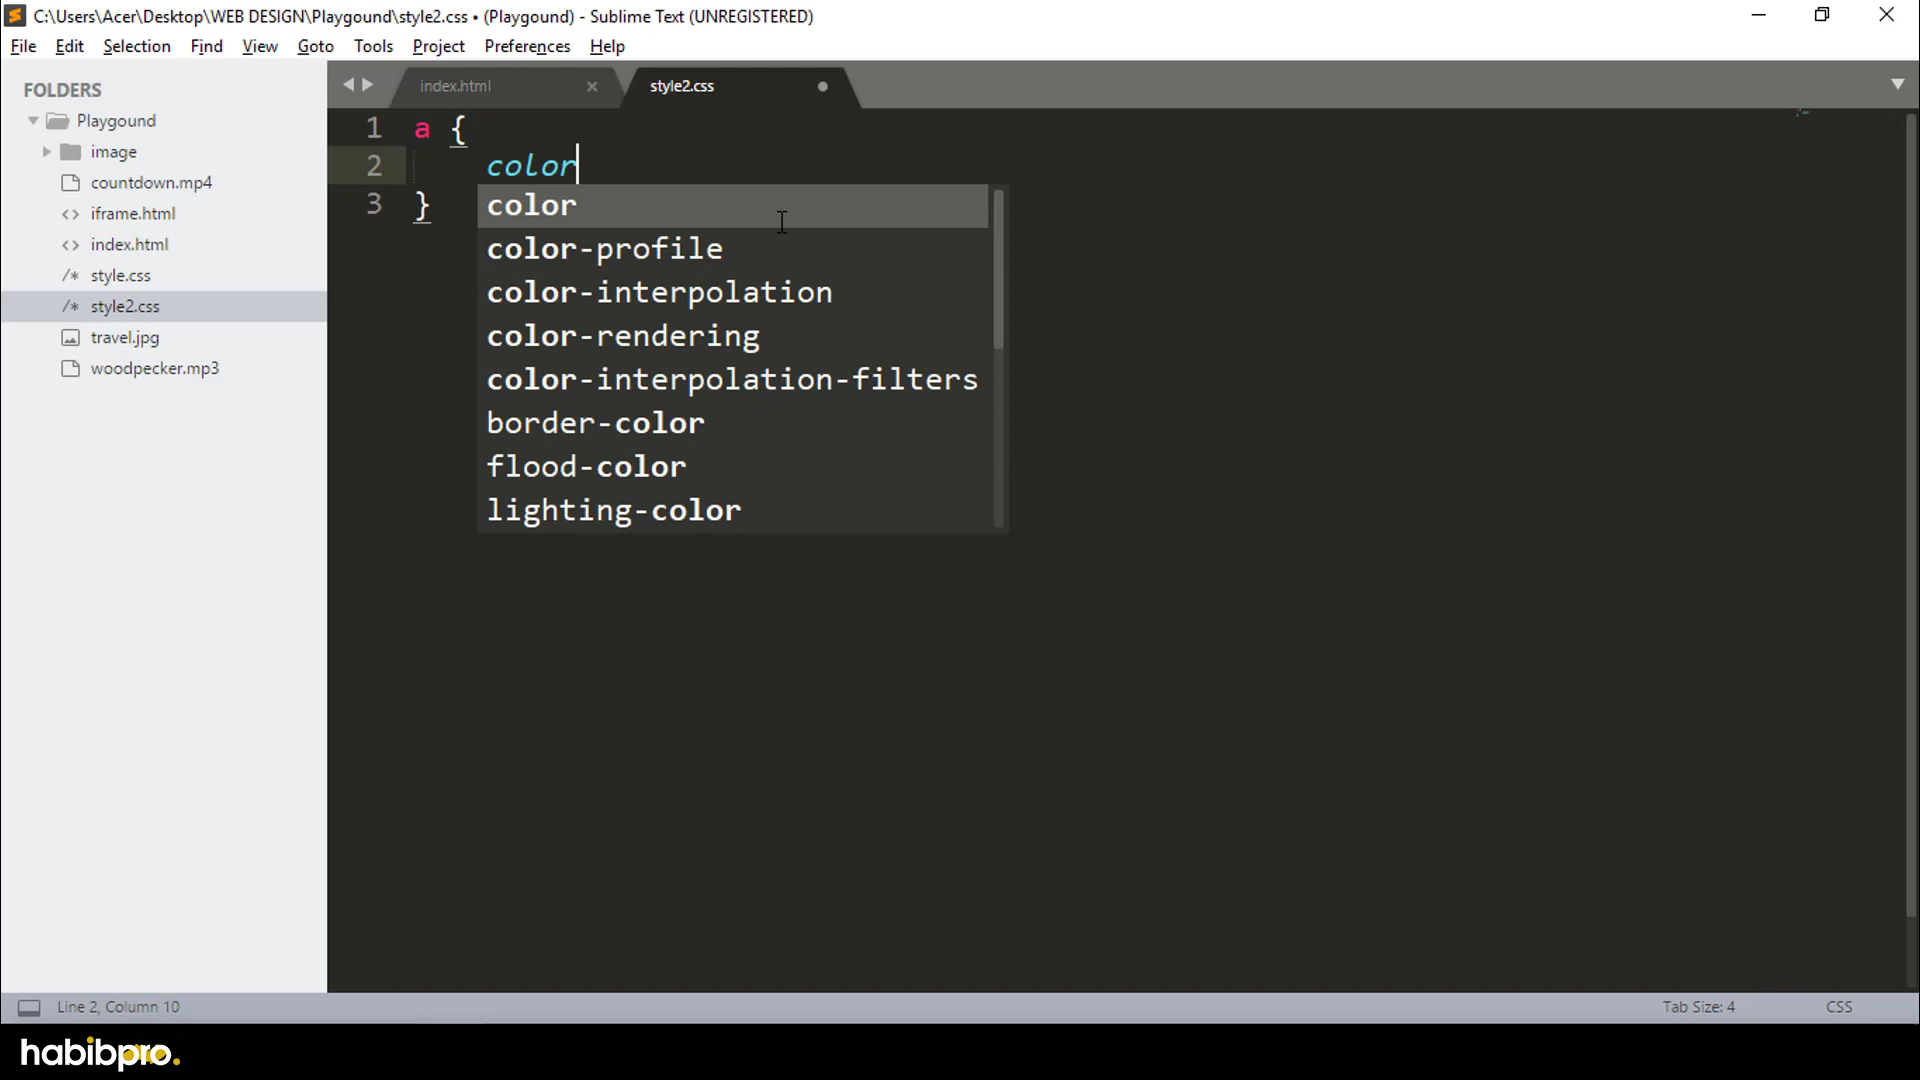 C:\Users\Acer\Desktop\WEB DESIGN\Playgound\style2.css • (Playgound) - Sublime Text (UNREGISTERED)
File Edit Selection Find View Goto Tools Project Preferences Help
FOLDERS
Playgound
image
countdown.mp4
iframe.html
index.html
style.css
style2.css
travel.jpg
woodpecker.mp3
index.html
style2.css
1 a {
2 color
3 }
color
color-profile
color-interpolation
color-rendering
color-interpolation-filters
border-color
flood-color
lighting-color
Line 2, Column 10
Tab Size: 4
CSS
habibpro.